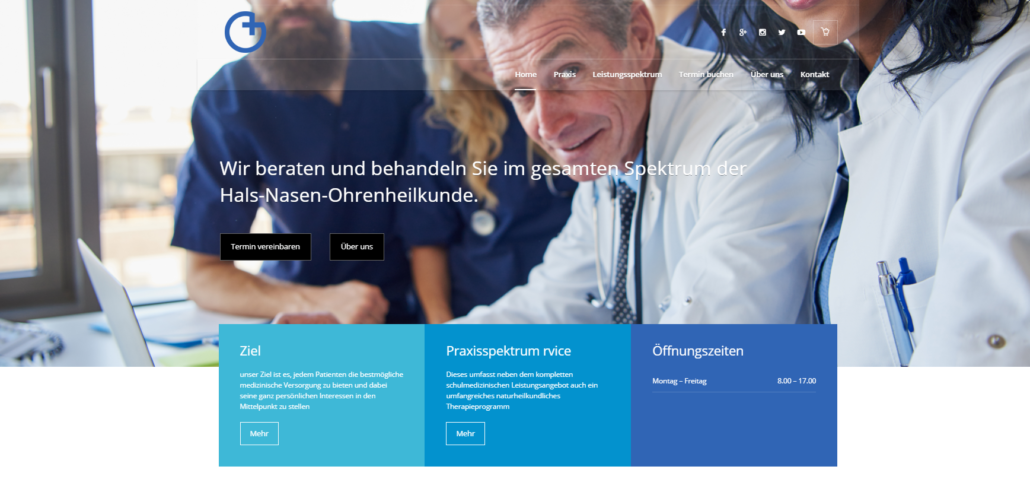 Home Praxis Leistungsspektrum Termin buchen Über uns Kontakt
Wir beraten und behandeln Sie im gesamten Spektrum der
Hals-Nasen-Ohrenheilkunde.
Termin vereinbaren Über uns
Ziel
unser Ziel ist es, jedem Patienten die bestmögliche
medizinische Versorgung zu bieten und dabei
seine ganz persönlichen Interessen in den
Mittelpunkt zu stellen
Mehr
Praxisspektrum rvice
Dieses umfasst neben dem kompletten
schulmedizinischen Leistungsangebot auch ein
umfangreiches naturheilkundliches
Therapieprogramm
Mehr
Öffnungszeiten
Montag – Freitag 8.00 – 17.00